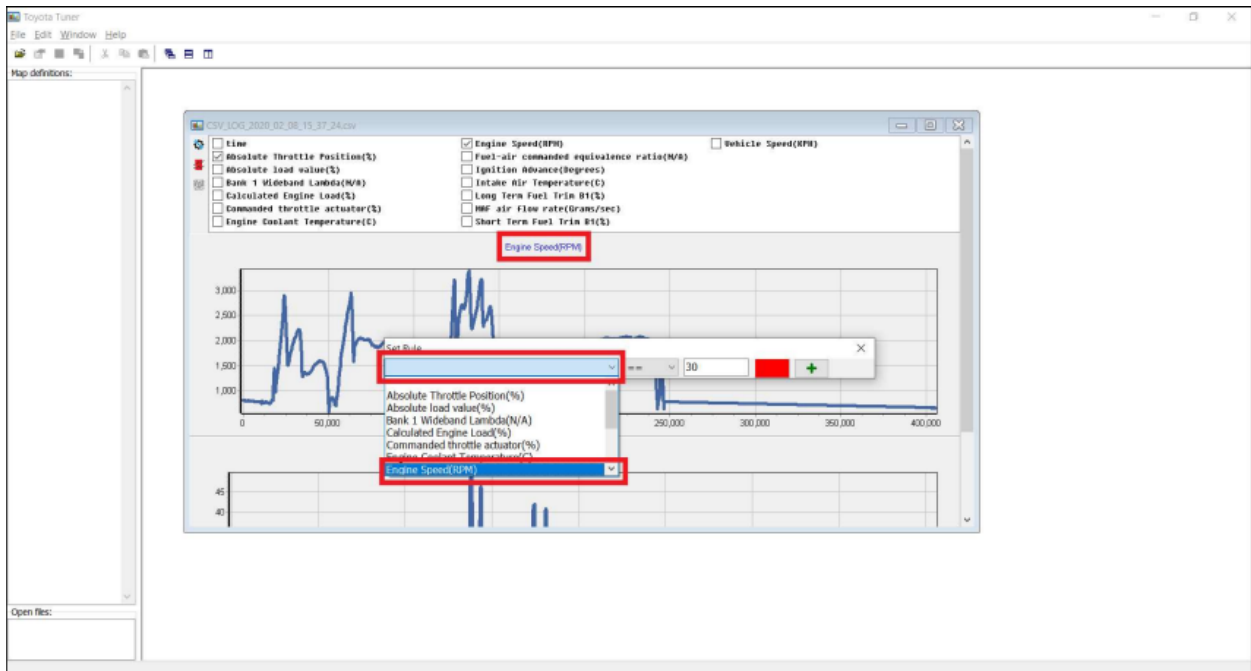 Toyota Tuner
File Edit Window Help
Map definitions:
CSV_LOG_2020_02_08_15_37_24.csv
time
Absolute Throttle Position(%)
Absolute load value(%)
Bank 1 Wideband Lambda(N/A)
Calculated Engine Load(%)
Commanded throttle actuator(%)
Engine Coolant Temperature(C)
Engine Speed(RPM)
Fuel-air commanded equivalence ratio(N/A)
Ignition Advance(Degrees)
Intake Air Temperature(C)
Long Term Fuel Trim B1(%)
MAF air flow rate(Grams/sec)
Short Term Fuel Trim B1(%)
Vehicle Speed(KPH)
Engine Speed(RPM)
3,000
2,500
2,000
1,500
1,000
0 50,000 250,000 300,000 350,000 400,000
Set Rule
== 30
Absolute Throttle Position(%)
Absolute load value(%)
Bank 1 Wideband Lambda(N/A)
Calculated Engine Load(%)
Commanded throttle actuator(%)
Engine Coolant Temperature(C)
Engine Speed(RPM)
45
40
Open files: